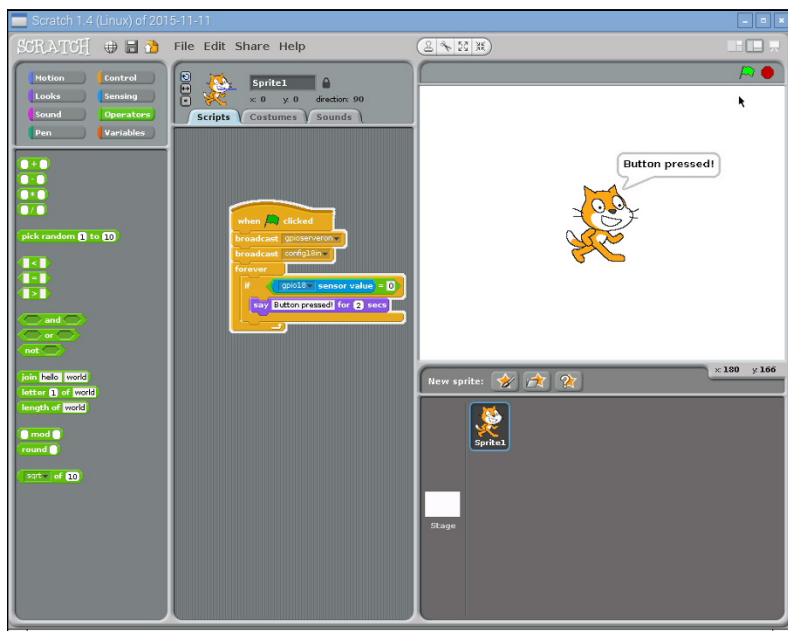 Scratch 1.4 (Linux) of 2015-11-11
SCRATCH File Edit Share Help
Motion Control
Looks Sensing
Sound Operators
Pen Variables
+
-
*
/
pick random 1 to 10
<
=
>
and
or
not
join hello world
letter 1 of world
length of world
mod
round
sqrt of 10
Sprite1
x: 0 y: 0 direction: 90
Scripts Costumes Sounds
when clicked
broadcast gpioserveron
broadcast config18in
forever
if gpio18 sensor value = 0
say Button pressed! for 2 secs
Button pressed!
x: 180 y: 166
New sprite:
Sprite1
Stage